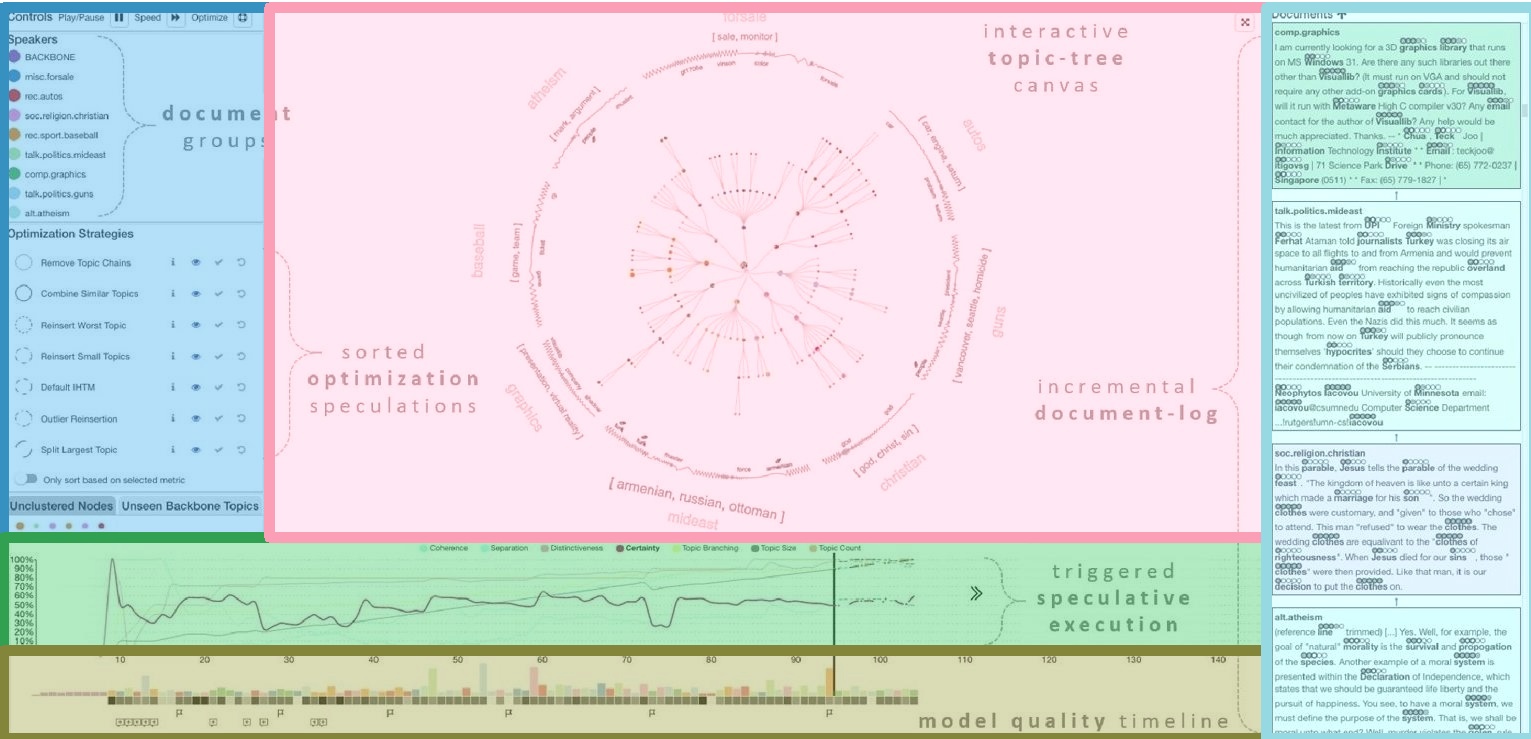 Controls Play/Pause Speed Optimize
Speakers
BACKBONE
misc.forsale
rec.autos
soc.religion.christian
rec.sport.baseball
talk.politics.mideast
comp.graphics
talk.politics.guns
alt.atheism
document
groups
Optimization Strategies
Remove Topic Chains
Combine Similar Topics
Reinsert Worst Topic
Reinsert Small Topics
Default IHTM
Outlier Reinsertion
Split Largest Topic
Only sort based on selected metric
Unclustered Nodes Unseen Backbone Topics
sorted
optimization
speculations
forsale
[ sale, monitor ]
interactive
topic-tree
canvas
atheism
[ mark, argument ]
autos
[ car, engine, saturn ]
baseball
[ game, team ]
guns
[ vancouver, seattle, homicide ]
graphics
[ presentation, virtual reality ]
christian
[ god, christ, sin ]
[ armenian, russian, ottoman ]
mideast
incremental
document-log
Coherence Separation Distinctiveness Certainty Topic Branching Topic Size Topic Count
100%
90%
80%
70%
60%
50%
40%
30%
20%
10%
triggered
speculative
execution
10 20 30 40 50 60 70 80 90 100 110 120 130 140
model quality timeline
Documents
comp.graphics
I am currently looking for a 3D graphics library that runs
on MS Windows 31. Are there any such libraries out there
other than Visuallib? (It must run on VGA and should not
require any other add-on graphics cards). For Visuallib,
will it run with Metaware High C compiler v30? Any email
contact for the author of Visuallib? Any help would be
much appreciated. Thanks. -- " Chua , Teck Joo |
Information Technology Institute " " Email : teckjoo@
itigovsg | 71 Science Park Drive " " Phone: (65) 772-0237 |
Singapore (0511) " " Fax: (65) 779-1827 | "
talk.politics.mideast
This is the latest from UPI Foreign Ministry spokesman
Ferhat Ataman told journalists Turkey was closing its air
space to all flights to and from Armenia and would prevent
humanitarian aid from reaching the republic overland
across Turkish territory. Historically even the most
uncivilized of peoples have exhibited signs of compassion
by allowing humanitarian aid to reach civilian
populations. Even the Nazis did this much. It seems as
though from now on Turkey will publicly pronounce
themselves 'hypocrites' should they choose to continue
their condemnation of the Serbians. --
Neophytos Iacovou University of Minnesota email:
iacovou@csumnedu Computer Science Department
...!rutgers!umn-cs!iacovou
soc.religion.christian
In this parable, Jesus tells the parable of the wedding
feast . "The kingdom of heaven is like unto a certain king
which made a marriage for his son ". So the wedding
clothes were customary, and "given" to those who "chose"
to attend. This man "refused" to wear the clothes. The
wedding clothes are equalivant to the "clothes of
righteousness". When Jesus died for our sins , those "
clothes" were then provided. Like that man, it is our
decision to put the clothes on.
alt.atheism
(reference line trimmed) [...] Yes. Well, for example, the
goal of "natural" morality is the survival and propogation
of the species. Another example of a moral system is
presented within the Declaration of Independence, which
states that we should be guaranteed life liberty and the
pursuit of happiness. You see, to have a moral system, we
must define the purpose of the system. That is, we shall be
moral unto what end? Well, murder violates the